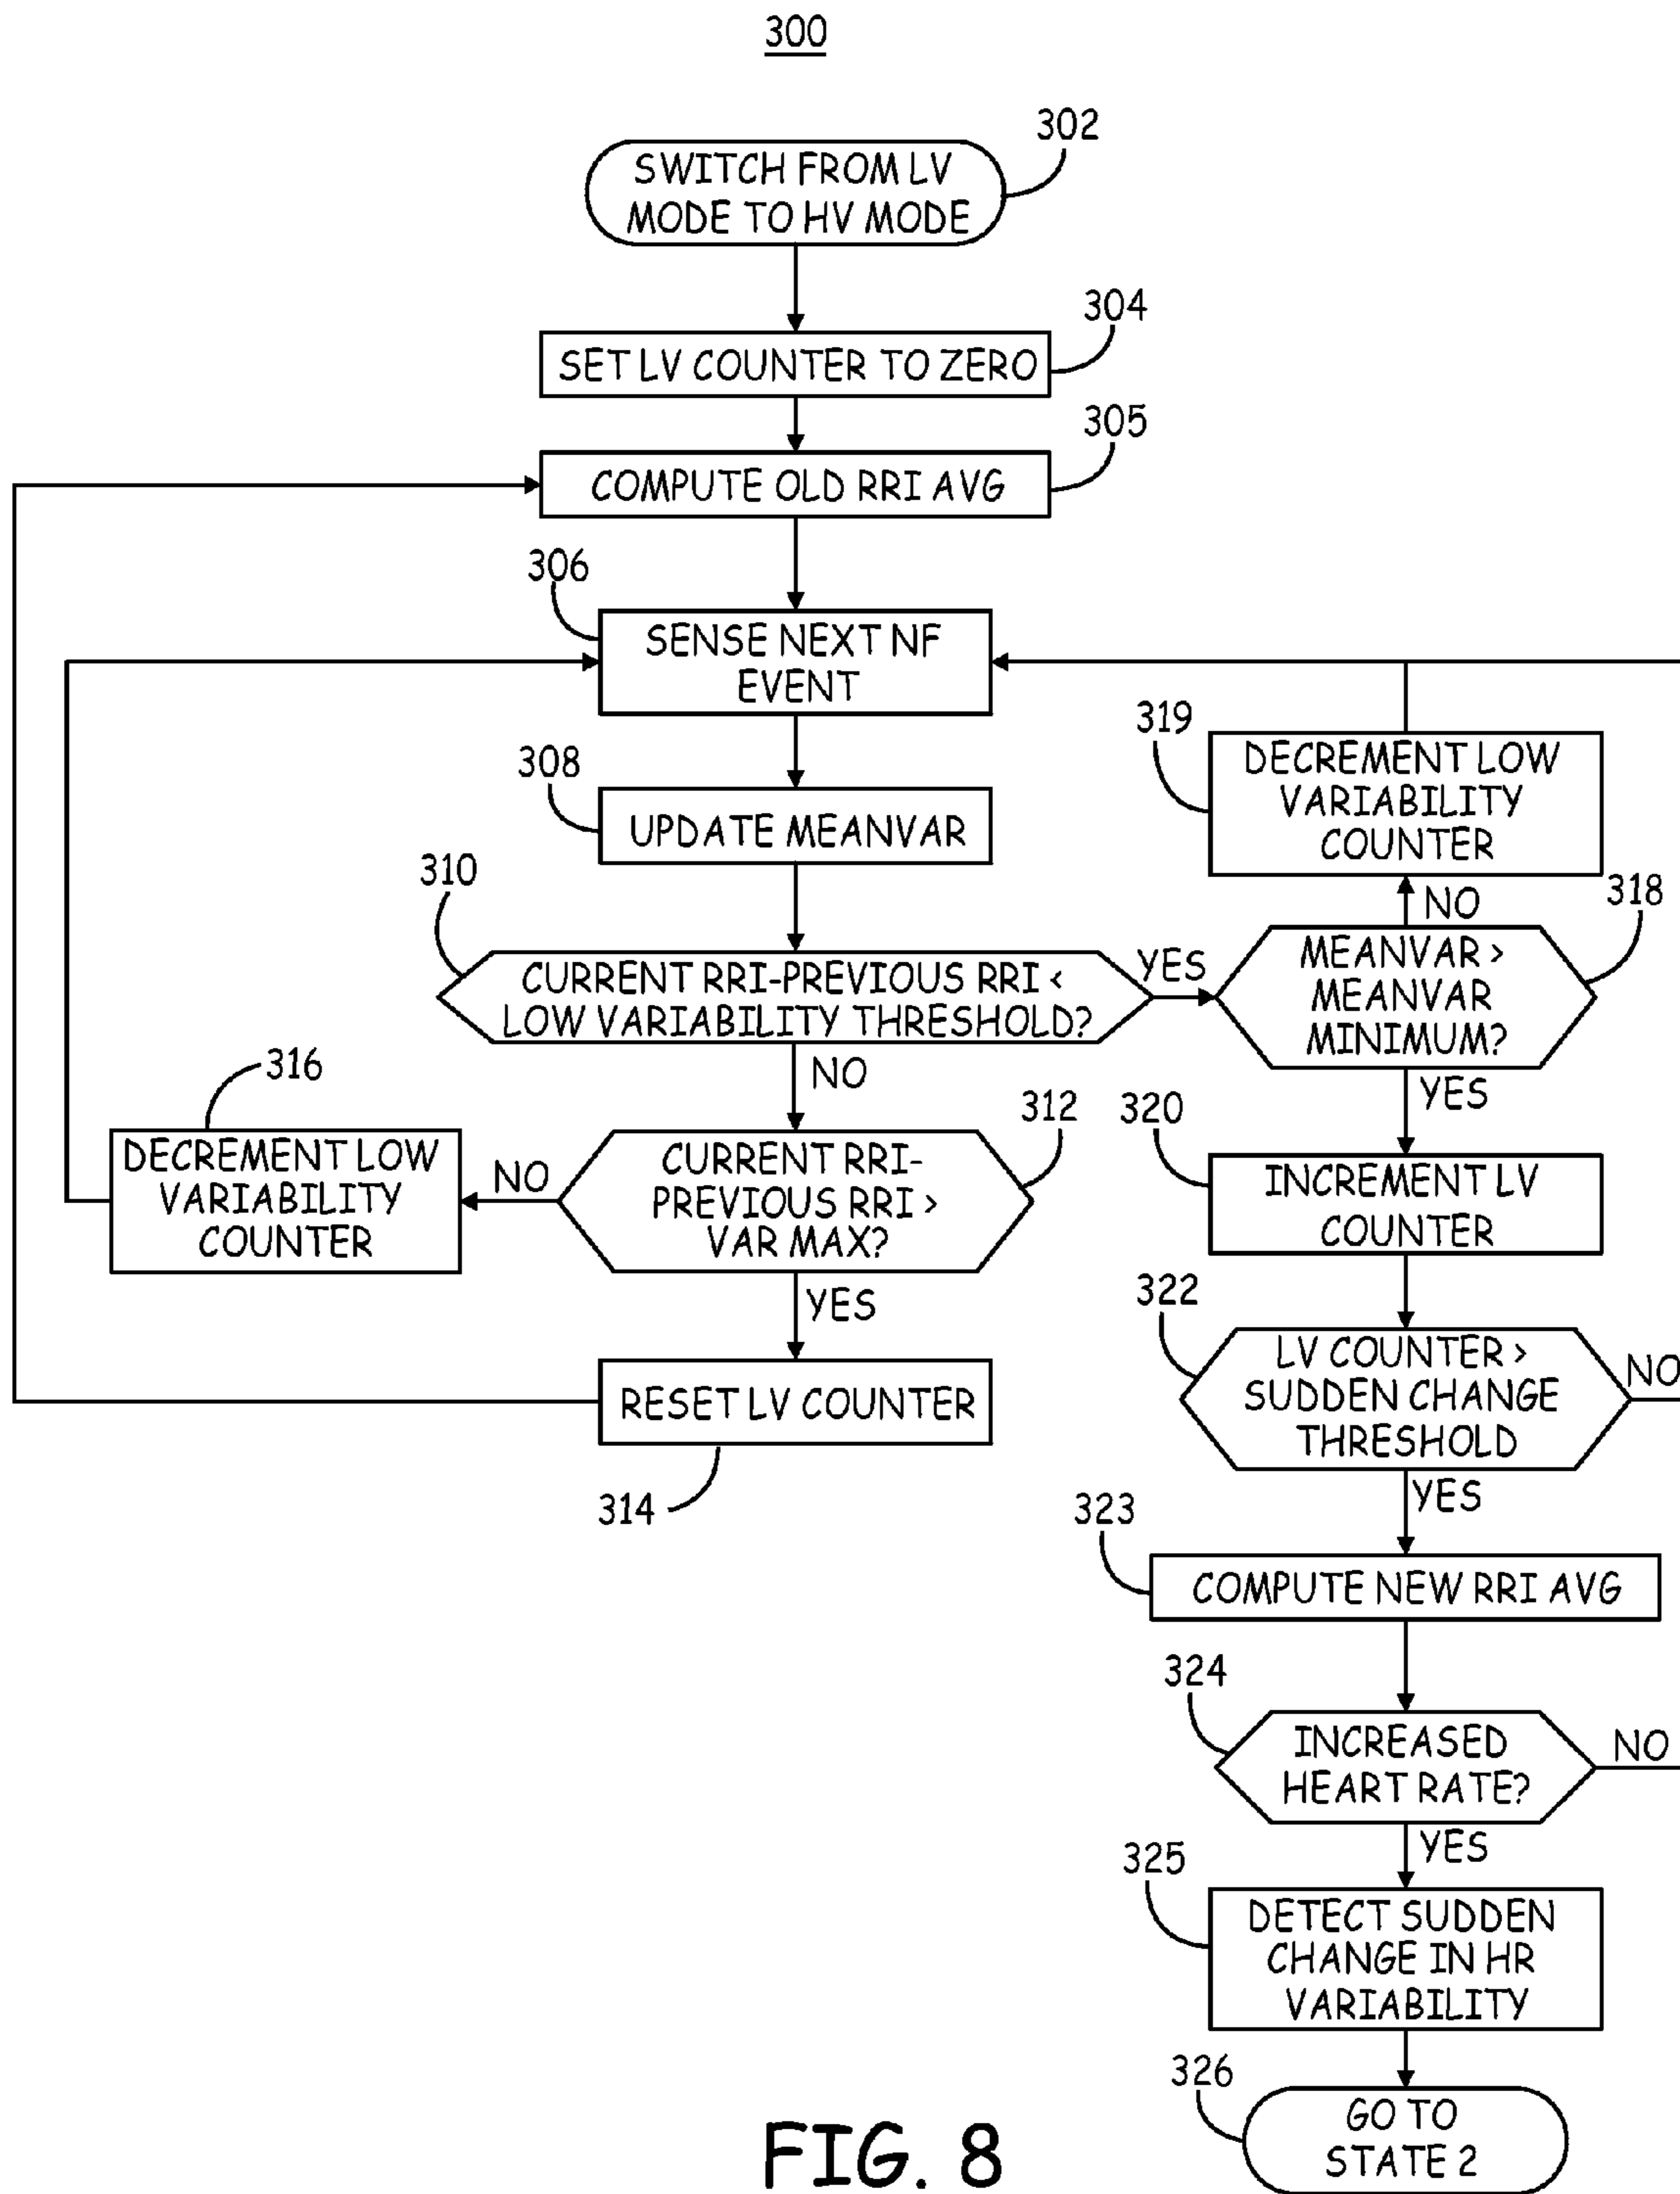 300
302
SWITCH FROM LV
MODE TO HV MODE
304
SET LV COUNTER TO ZERO
305
COMPUTE OLD RRI AVG
306
SENSE NEXT NF
EVENT
308
UPDATE MEANVAR
310
CURRENT RRI-PREVIOUS RRI <
LOW VARIABILITY THRESHOLD?
YES
NO
312
CURRENT RRI-
PREVIOUS RRI >
VAR MAX?
NO
316
DECREMENT LOW
VARIABILITY
COUNTER
YES
RESET LV COUNTER
314
319
DECREMENT LOW
VARIABILITY
COUNTER
NO
318
MEANVAR >
MEANVAR
MINIMUM?
YES
320
INCREMENT LV
COUNTER
322
LV COUNTER >
SUDDEN CHANGE
THRESHOLD
NO
YES
323
COMPUTE NEW RRI AVG
324
INCREASED
HEART RATE?
NO
YES
325
DETECT SUDDEN
CHANGE IN HR
VARIABILITY
326
GO TO
STATE 2
FIG. 8